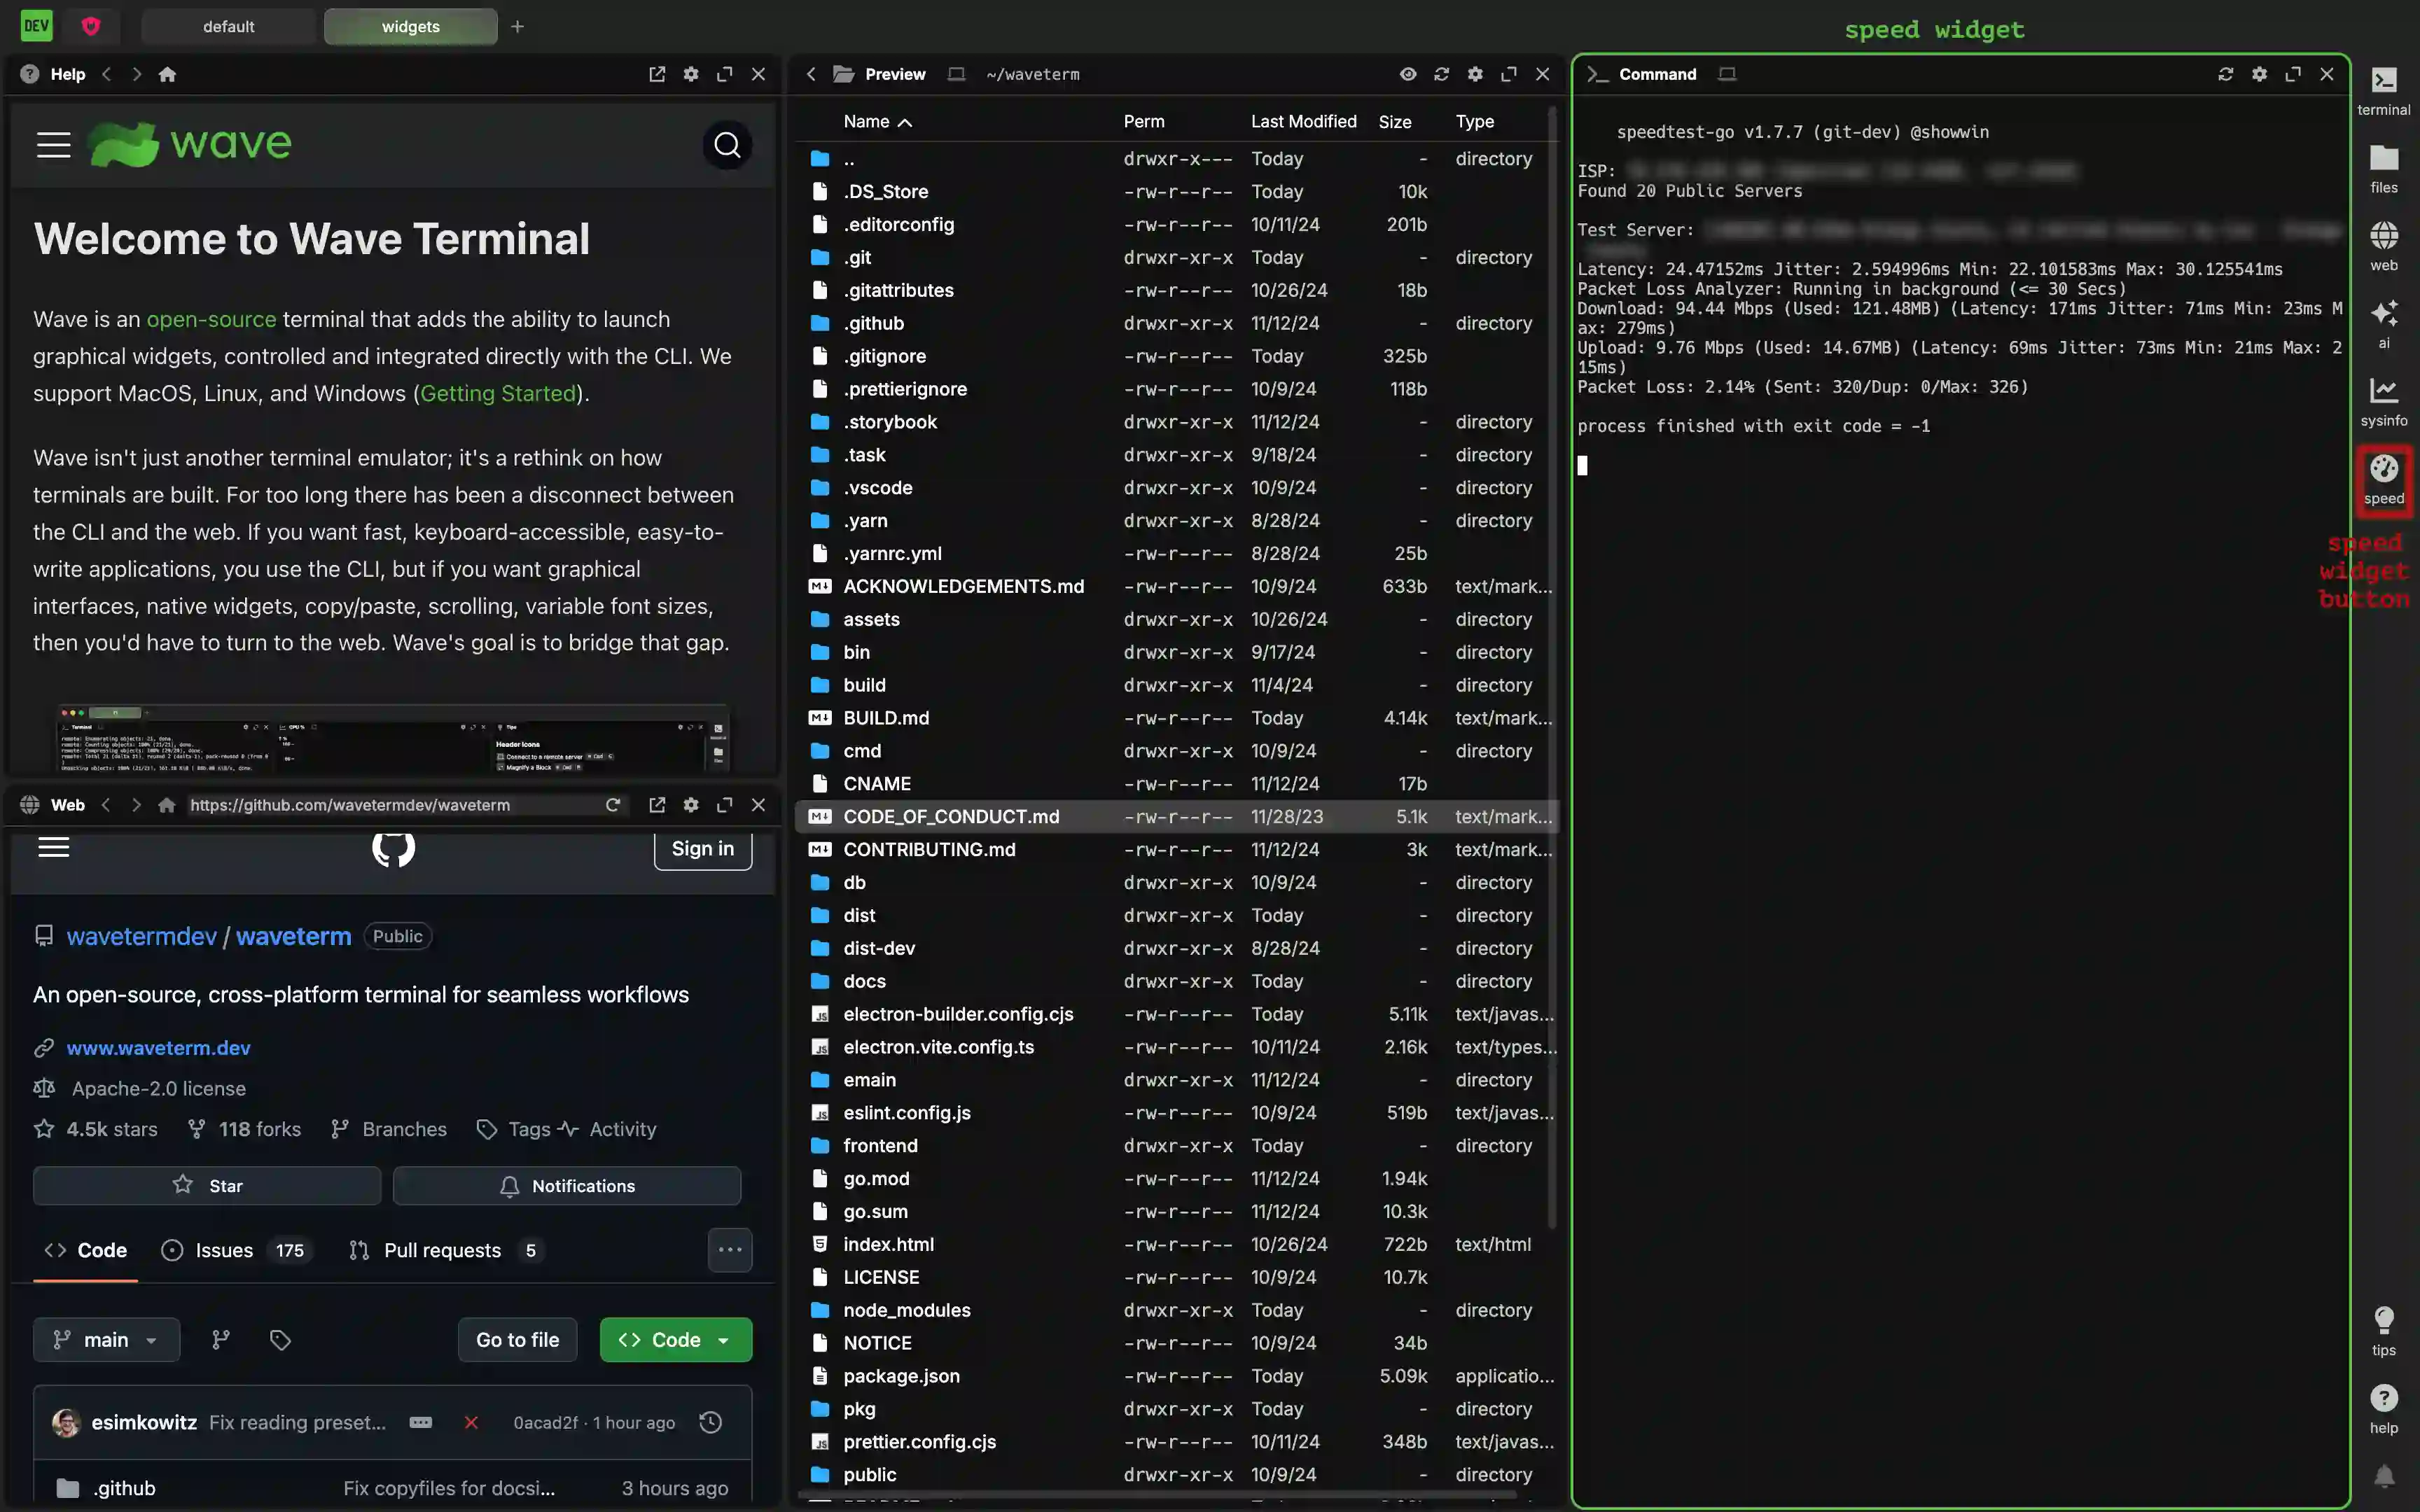 DEV
default
widgets
speed widget
Help
wave
Welcome to Wave Terminal
Wave is an open-source terminal that adds the ability to launch
graphical widgets, controlled and integrated directly with the CLI. We
support MacOS, Linux, and Windows (Getting Started).
Wave isn't just another terminal emulator; it's a rethink on how
terminals are built. For too long there has been a disconnect between
the CLI and the web. If you want fast, keyboard-accessible, easy-to-
write applications, you use the CLI, but if you want graphical
interfaces, native widgets, copy/paste, scrolling, variable font sizes,
then you'd have to turn to the web. Wave's goal is to bridge that gap.
Web https://github.com/wavetermdev/waveterm
Sign in
wavetermdev / waveterm Public
An open-source, cross-platform terminal for seamless workflows
www.waveterm.dev
Apache-2.0 license
4.5k stars 118 forks Branches Tags Activity
Star Notifications
Code Issues 175 Pull requests 5
main Go to file Code
esimkowitz Fix reading preset... 0acad2f · 1 hour ago
.github Fix copyfiles for docsi... 3 hours ago
Preview ~/waveterm
Name Perm Last Modified Size Type
.. drwxr-x--- Today - directory
.DS_Store -rw-r--r-- Today 10k
.editorconfig -rw-r--r-- 10/11/24 201b
.git drwxr-xr-x Today - directory
.gitattributes -rw-r--r-- 10/26/24 18b
.github drwxr-xr-x 11/12/24 - directory
.gitignore -rw-r--r-- Today 325b
.prettierignore -rw-r--r-- 10/9/24 118b
.storybook drwxr-xr-x 11/12/24 - directory
.task drwxr-xr-x 9/18/24 - directory
.vscode drwxr-xr-x 10/9/24 - directory
.yarn drwxr-xr-x 8/28/24 - directory
.yarnrc.yml -rw-r--r-- 8/28/24 25b
ACKNOWLEDGEMENTS.md -rw-r--r-- 10/9/24 633b text/mark...
assets drwxr-xr-x 10/26/24 - directory
bin drwxr-xr-x 9/17/24 - directory
build drwxr-xr-x 11/4/24 - directory
BUILD.md -rw-r--r-- Today 4.14k text/mark...
cmd drwxr-xr-x 10/9/24 - directory
CNAME -rw-r--r-- 11/12/24 17b
CODE_OF_CONDUCT.md -rw-r--r-- 11/28/23 5.1k text/mark...
CONTRIBUTING.md -rw-r--r-- 11/12/24 3k text/mark...
db drwxr-xr-x 10/9/24 - directory
dist drwxr-xr-x Today - directory
dist-dev drwxr-xr-x 8/28/24 - directory
docs drwxr-xr-x Today - directory
electron-builder.config.cjs -rw-r--r-- Today 5.11k text/javas...
electron.vite.config.ts -rw-r--r-- 10/11/24 2.16k text/types...
emain drwxr-xr-x 11/12/24 - directory
eslint.config.js -rw-r--r-- 10/9/24 519b text/javas...
frontend drwxr-xr-x Today - directory
go.mod -rw-r--r-- 11/12/24 1.94k
go.sum -rw-r--r-- 11/12/24 10.3k
index.html -rw-r--r-- 10/26/24 722b text/html
LICENSE -rw-r--r-- 10/9/24 10.7k
node_modules drwxr-xr-x Today - directory
NOTICE -rw-r--r-- 10/9/24 34b
package.json -rw-r--r-- Today 5.09k applicatio...
pkg drwxr-xr-x Today - directory
prettier.config.cjs -rw-r--r-- 10/11/24 348b text/javas...
public drwxr-xr-x 10/9/24 - directory
Command
speedtest-go v1.7.7 (git-dev) @showwin
ISP:
Found 20 Public Servers
Test Server:
Latency: 24.47152ms Jitter: 2.594996ms Min: 22.101583ms Max: 30.125541ms
Packet Loss Analyzer: Running in background (<= 30 Secs)
Download: 94.44 Mbps (Used: 121.48MB) (Latency: 171ms Jitter: 71ms Min: 23ms M
ax: 279ms)
Upload: 9.76 Mbps (Used: 14.67MB) (Latency: 69ms Jitter: 73ms Min: 21ms Max: 2
15ms)
Packet Loss: 2.14% (Sent: 320/Dup: 0/Max: 326)
process finished with exit code = -1
terminal
files
web
ai
sysinfo
speed
speed
widget
button
tips
help